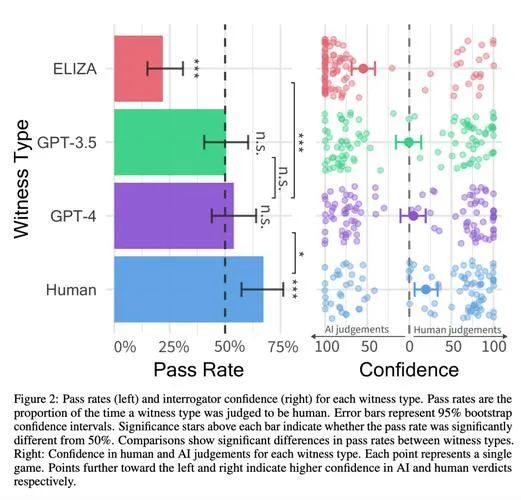 Witness Type
ELIZA
GPT-3.5
GPT-4
Human
***
n.s.
n.s.
***
***
n.s.
*
0%
25%
50%
75%
Pass Rate
AI judgements
Human judgements
100
50
0
50
100
Confidence
Figure 2: Pass rates (left) and interrogator confidence (right) for each witness type. Pass rates are the
proportion of the time a witness type was judged to be human. Error bars represent 95% bootstrap
confidence intervals. Significance stars above each bar indicate whether the pass rate was significantly
different from 50%. Comparisons show significant differences in pass rates between witness types.
Right: Confidence in human and AI judgements for each witness type. Each point represents a single
game. Points further toward the left and right indicate higher confidence in AI and human verdicts
respectively.